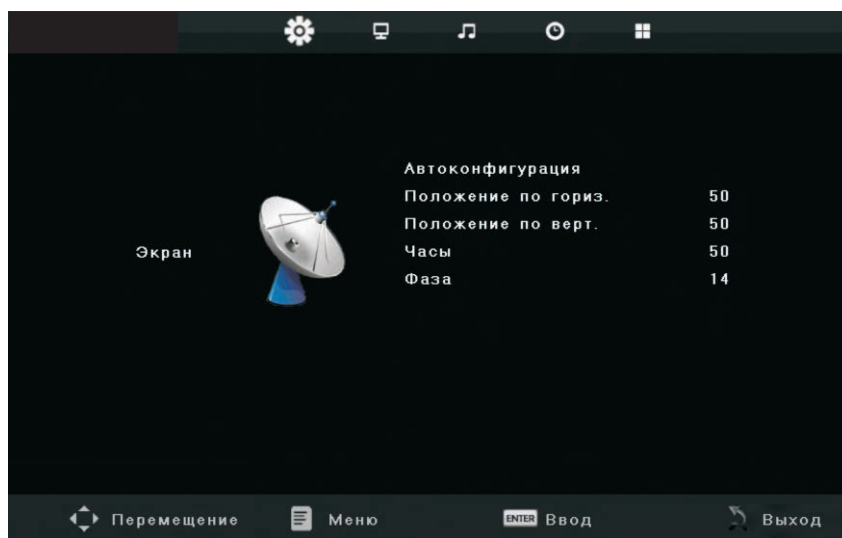 Автоконфигурация
Положение по гориз. 50
Положение по верт. 50
Экран
Часы 50
Фаза 14
Перемещение Меню ENTER Ввод Выход